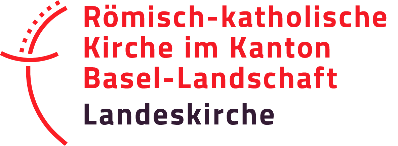 Römisch-katholische
Kirche im Kanton
Basel-Landschaft
Landeskirche